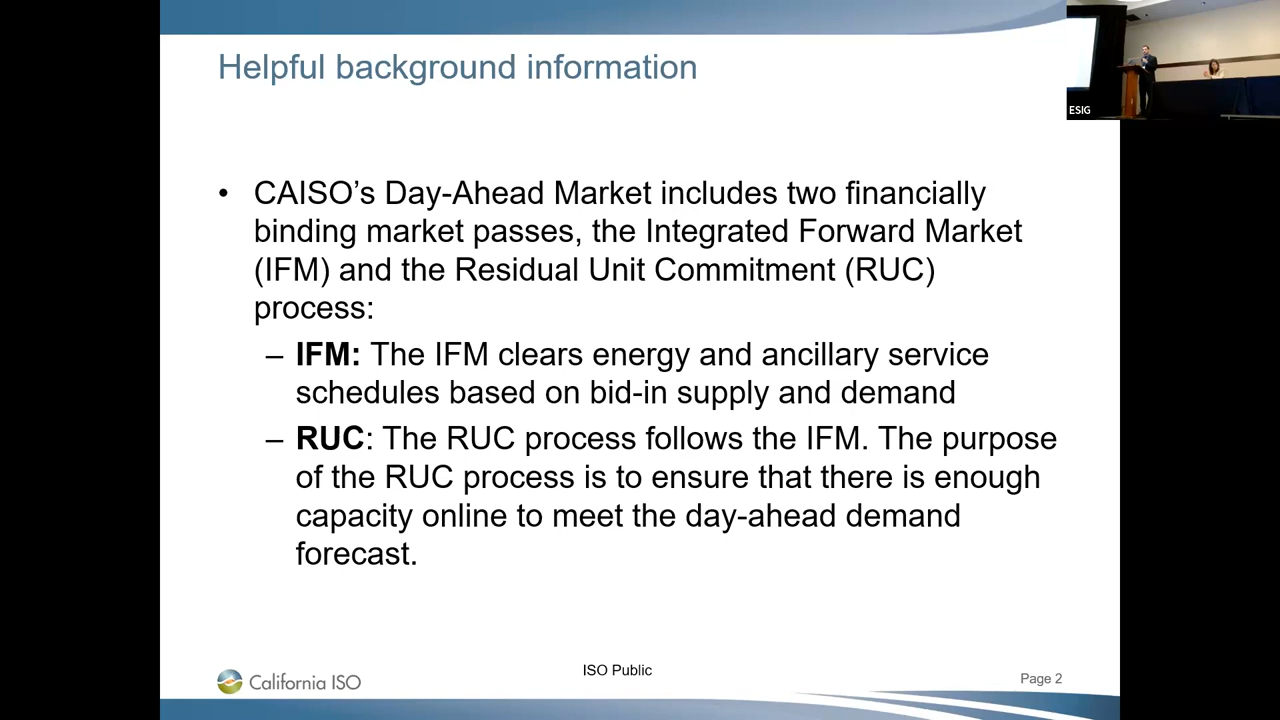 Helpful background information
ESIG
• CAISO’s Day-Ahead Market includes two financially
binding market passes, the Integrated Forward Market
(IFM) and the Residual Unit Commitment (RUC)
process:
– IFM: The IFM clears energy and ancillary service
schedules based on bid-in supply and demand
– RUC: The RUC process follows the IFM. The purpose
of the RUC process is to ensure that there is enough
capacity online to meet the day-ahead demand
forecast.
California ISO
ISO Public
Page 2